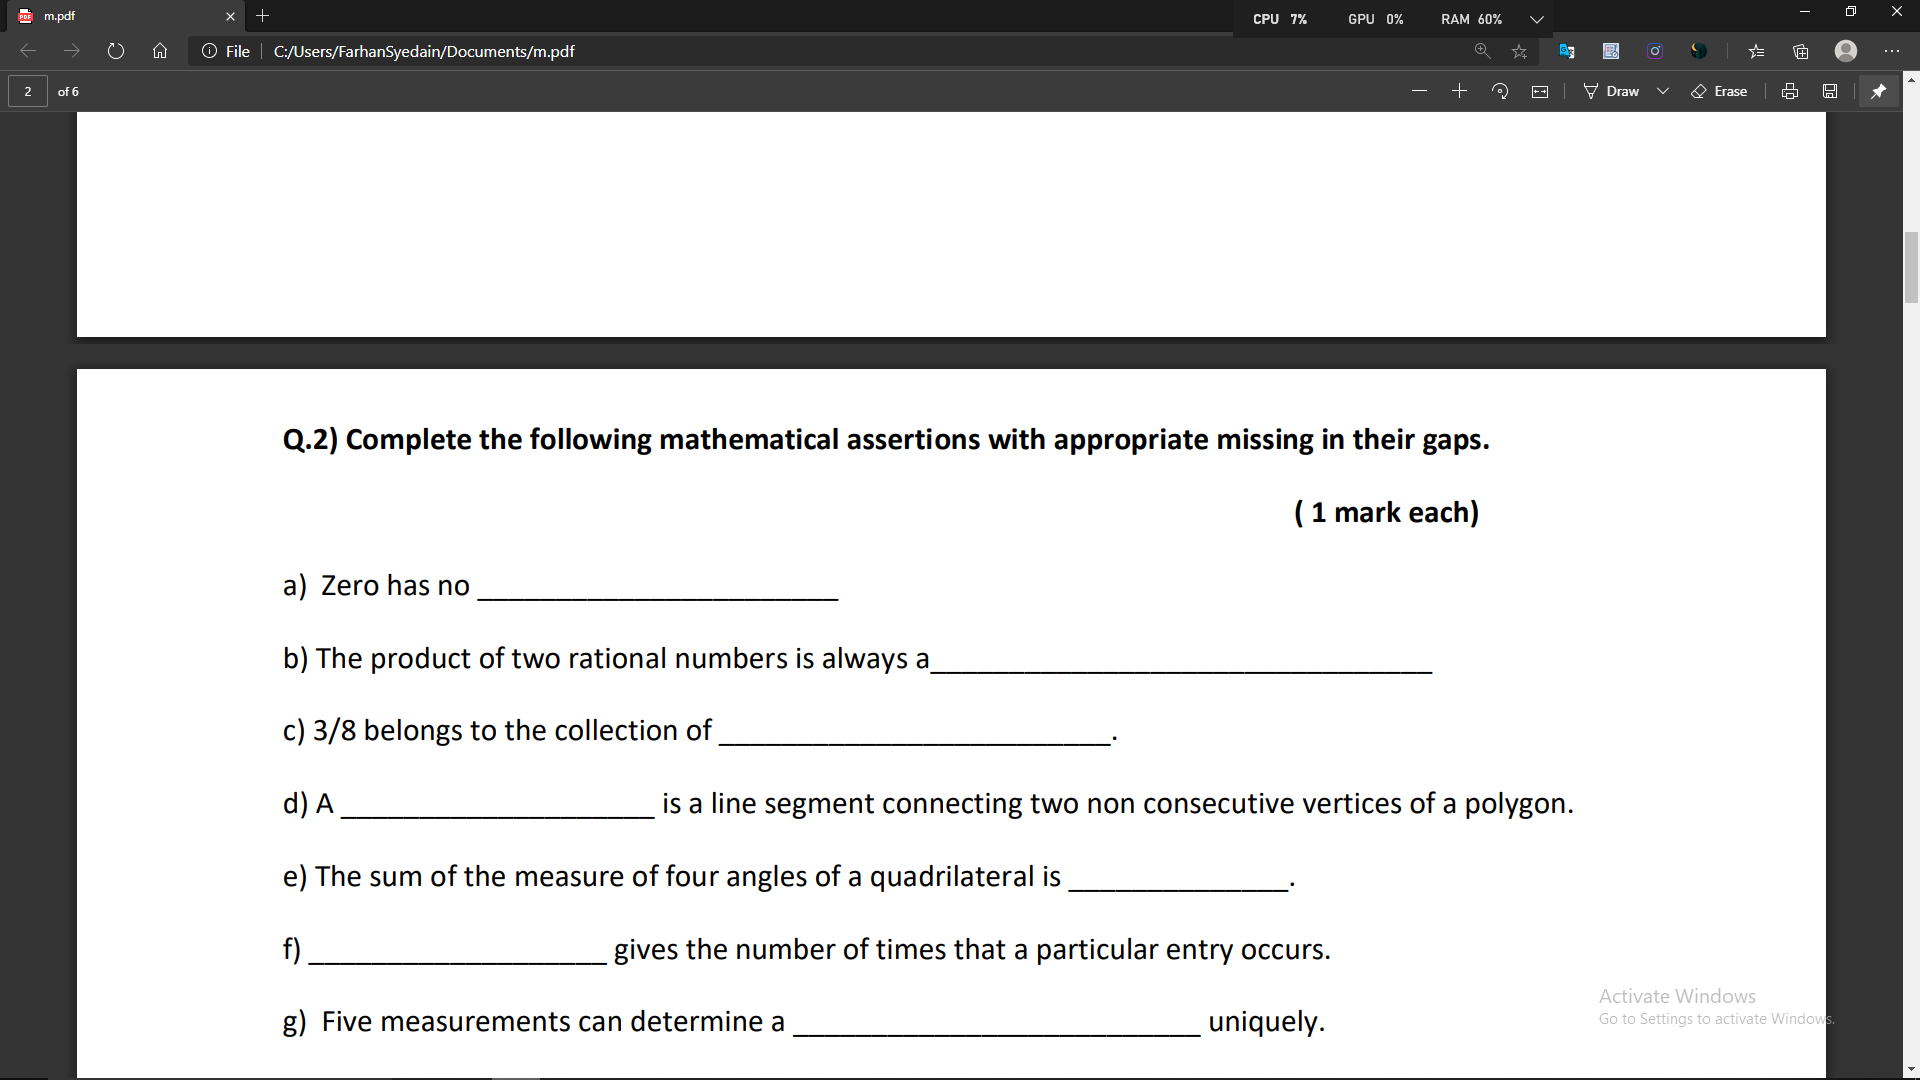 m.pdf
CPU 7% GPU 0% RAM 60%
File C:/Users/FarhanSyedain/Documents/m.pdf
2 of 6 Draw Erase
Q.2) Complete the following mathematical assertions with appropriate missing in their gaps.
( 1 mark each)
a) Zero has no _______________________
b) The product of two rational numbers is always a________________________________
c) 3/8 belongs to the collection of _________________________.
d) A ____________________ is a line segment connecting two non consecutive vertices of a polygon.
e) The sum of the measure of four angles of a quadrilateral is ______________.
f) ___________________ gives the number of times that a particular entry occurs.
g) Five measurements can determine a __________________________ uniquely.
Activate Windows
Go to Settings to activate Windows.